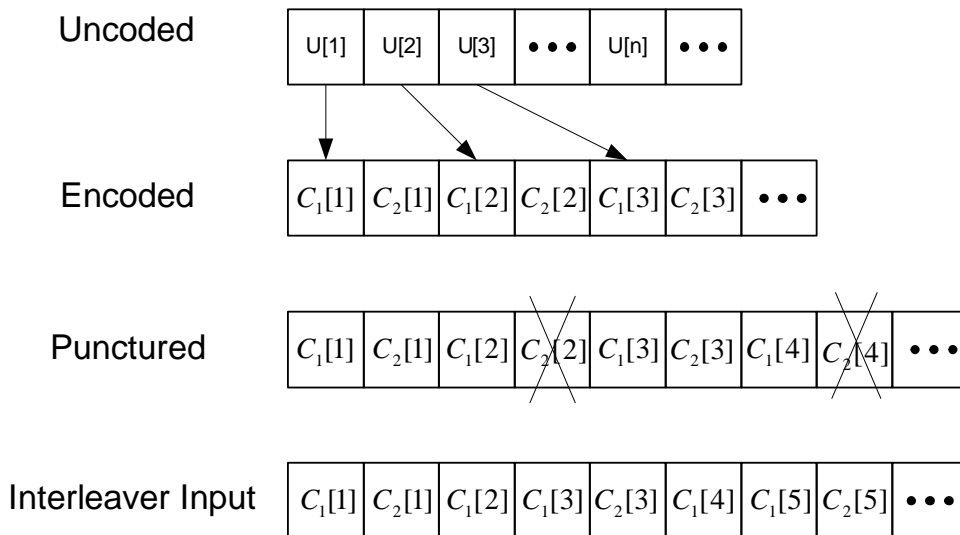 Uncoded U[1] U[2] U[3] ••• U[n] •••
Encoded C₁[1] C₂[1] C₁[2] C₂[2] C₁[3] C₂[3] •••
Punctured C₁[1] C₂[1] C₁[2] C₂[2] C₁[3] C₂[3] C₁[4] C₂[4] •••
Interleaver Input C₁[1] C₂[1] C₁[2] C₁[3] C₂[3] C₁[4] C₁[5] C₂[5] •••